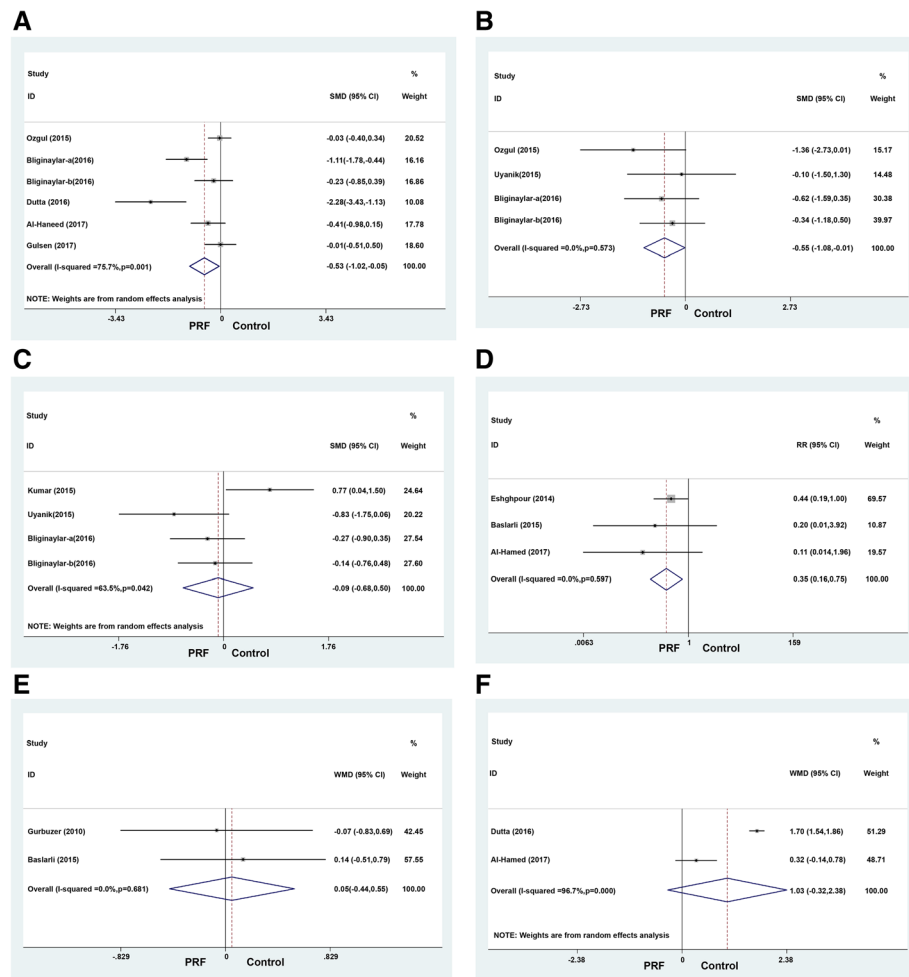 A
Study %
ID SMD (95% CI) Weight
Ozgul (2015) -0.03 (-0.40,0.34) 20.52
Bliginaylar-a(2016) -1.11(-1.78,-0.44) 16.16
Bliginaylar-b(2016) -0.23 (-0.85,0.39) 16.86
Dutta (2016) -2.28(-3.43,-1.13) 10.08
Al-Haneed (2017) -0.41(-0.98,0.15) 17.78
Gulsen (2017) -0.01(-0.51,0.50) 18.60
Overall (I-squared =75.7%,p=0.001) -0.53 (-1.02,-0.05) 100.00
NOTE: Weights are from random effects analysis
-3.43 0 3.43
PRF Control
B
Study %
ID SMD (95% CI) Weight
Ozgul (2015) -1.36 (-2.73,0.01) 15.17
Uyanik(2015) -0.10 (-1.50,1.30) 14.48
Bliginaylar-a(2016) -0.62 (-1.59,0.35) 30.38
Bliginaylar-b(2016) -0.34 (-1.18,0.50) 39.97
Overall (I-squared=0.0%,p=0.573) -0.55 (-1.08,-0.01) 100.00
-2.73 0 2.73
PRF Control
C
Study %
ID SMD (95% CI) Weight
Kumar (2015) 0.77 (0.04,1.50) 24.64
Uyanik(2015) -0.83 (-1.75,0.06) 20.22
Bliginaylar-a(2016) -0.27 (-0.90,0.35) 27.54
Bliginaylar-b(2016) -0.14 (-0.76,0.48) 27.60
Overall (I-squared =63.5%,p=0.042) -0.09 (-0.68,0.50) 100.00
NOTE: Weights are from random effects analysis
-1.76 0 1.76
PRF Control
D
Study %
ID RR (95% CI) Weight
Eshghpour (2014) 0.44 (0.19,1.00) 69.57
Baslarli (2015) 0.20 (0.01,3.92) 10.87
Al-Hamed (2017) 0.11 (0.014,1.96) 19.57
Overall (I-squared =0.0%,p=0.597) 0.35 (0.16,0.75) 100.00
.0063 1 159
PRF Control
E
Study %
ID WMD (95% CI) Weight
Gurbuzer (2010) -0.07 (-0.83,0.69) 42.45
Baslarli (2015) 0.14 (-0.51,0.79) 57.55
Overall (I-squared=0.0%,p=0.681) 0.05(-0.44,0.55) 100.00
-.829 0 .829
PRF Control
F
Study %
ID WMD (95% CI) Weight
Dutta (2016) 1.70 (1.54,1.86) 51.29
Al-Hamed (2017) 0.32 (-0.14,0.78) 48.71
Overall (I-squared =96.7%,p=0.000) 1.03 (-0.32,2.38) 100.00
NOTE: Weights are from random effects analysis
-2.38 0 2.38
PRF Control